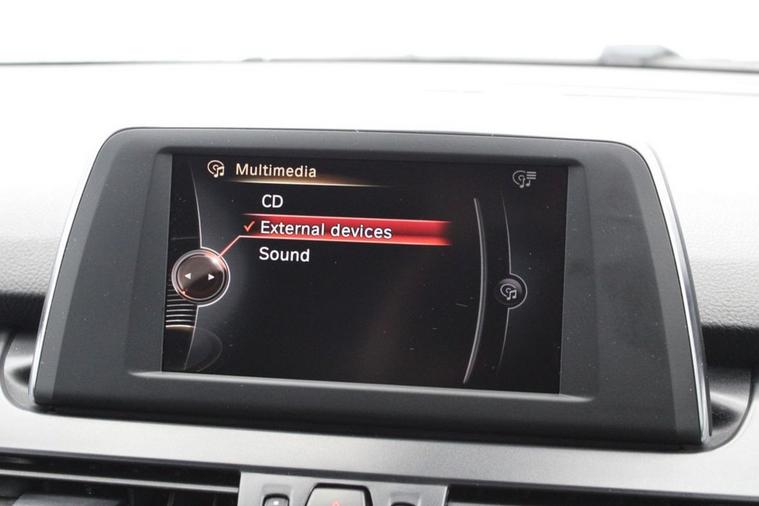 Multimedia
CD
External devices
Sound